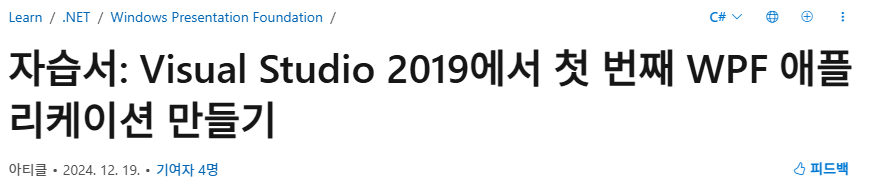 Learn / .NET / Windows Presentation Foundation / C#
자습서: Visual Studio 2019에서 첫 번째 WPF 애플
리케이션 만들기
아티클 • 2024. 12. 19. • 기여자 4명 피드백